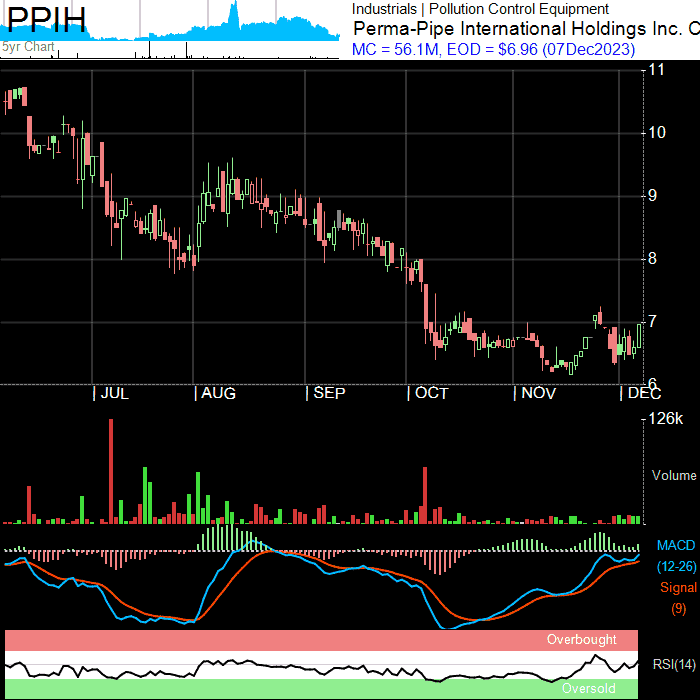 PPIH
5yr Chart
Industrials | Pollution Control Equipment
Perma-Pipe International Holdings Inc. C
MC = 56.1M, EOD = $6.96 (07Dec2023)
11
10
9
8
7
6
JUL AUG SEP OCT NOV DEC
126k
Volume
MACD
(12-26)
Signal
(9)
Overbought
RSI(14)
Oversold